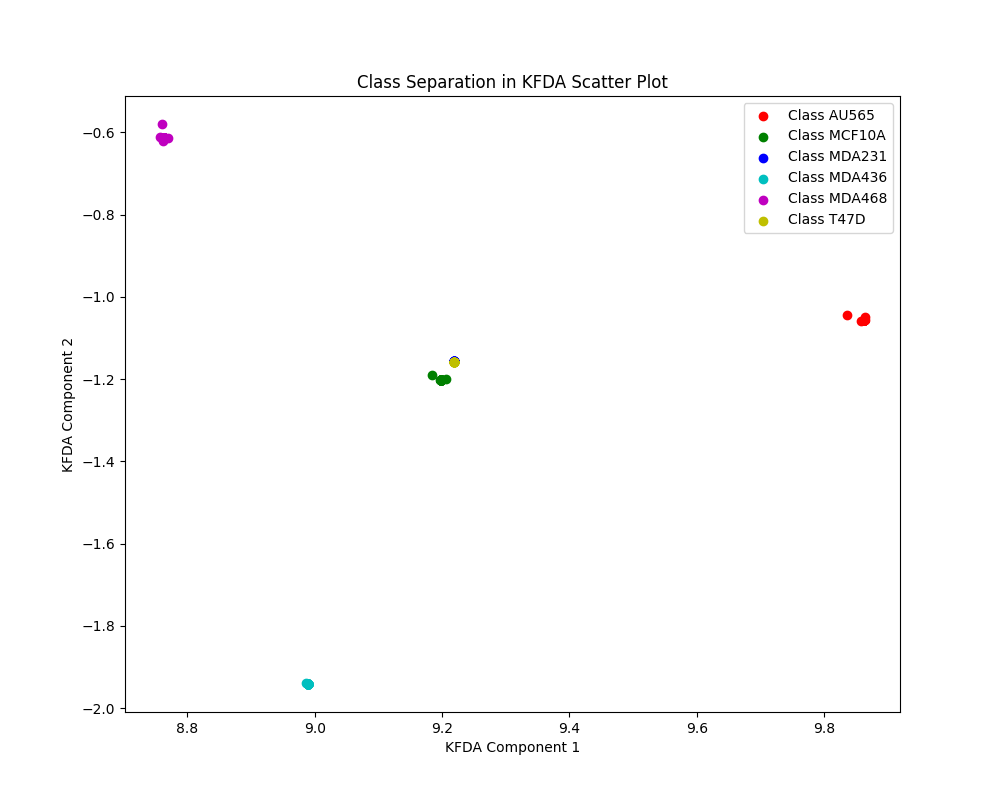 Class Separation in KFDA Scatter Plot
Class AU565
Class MCF10A
Class MDA231
Class MDA436
Class MDA468
Class T47D
−0.6
−0.8
−1.0
−1.2
−1.4
−1.6
−1.8
−2.0
KFDA Component 2
8.8 9.0 9.2 9.4 9.6 9.8
KFDA Component 1